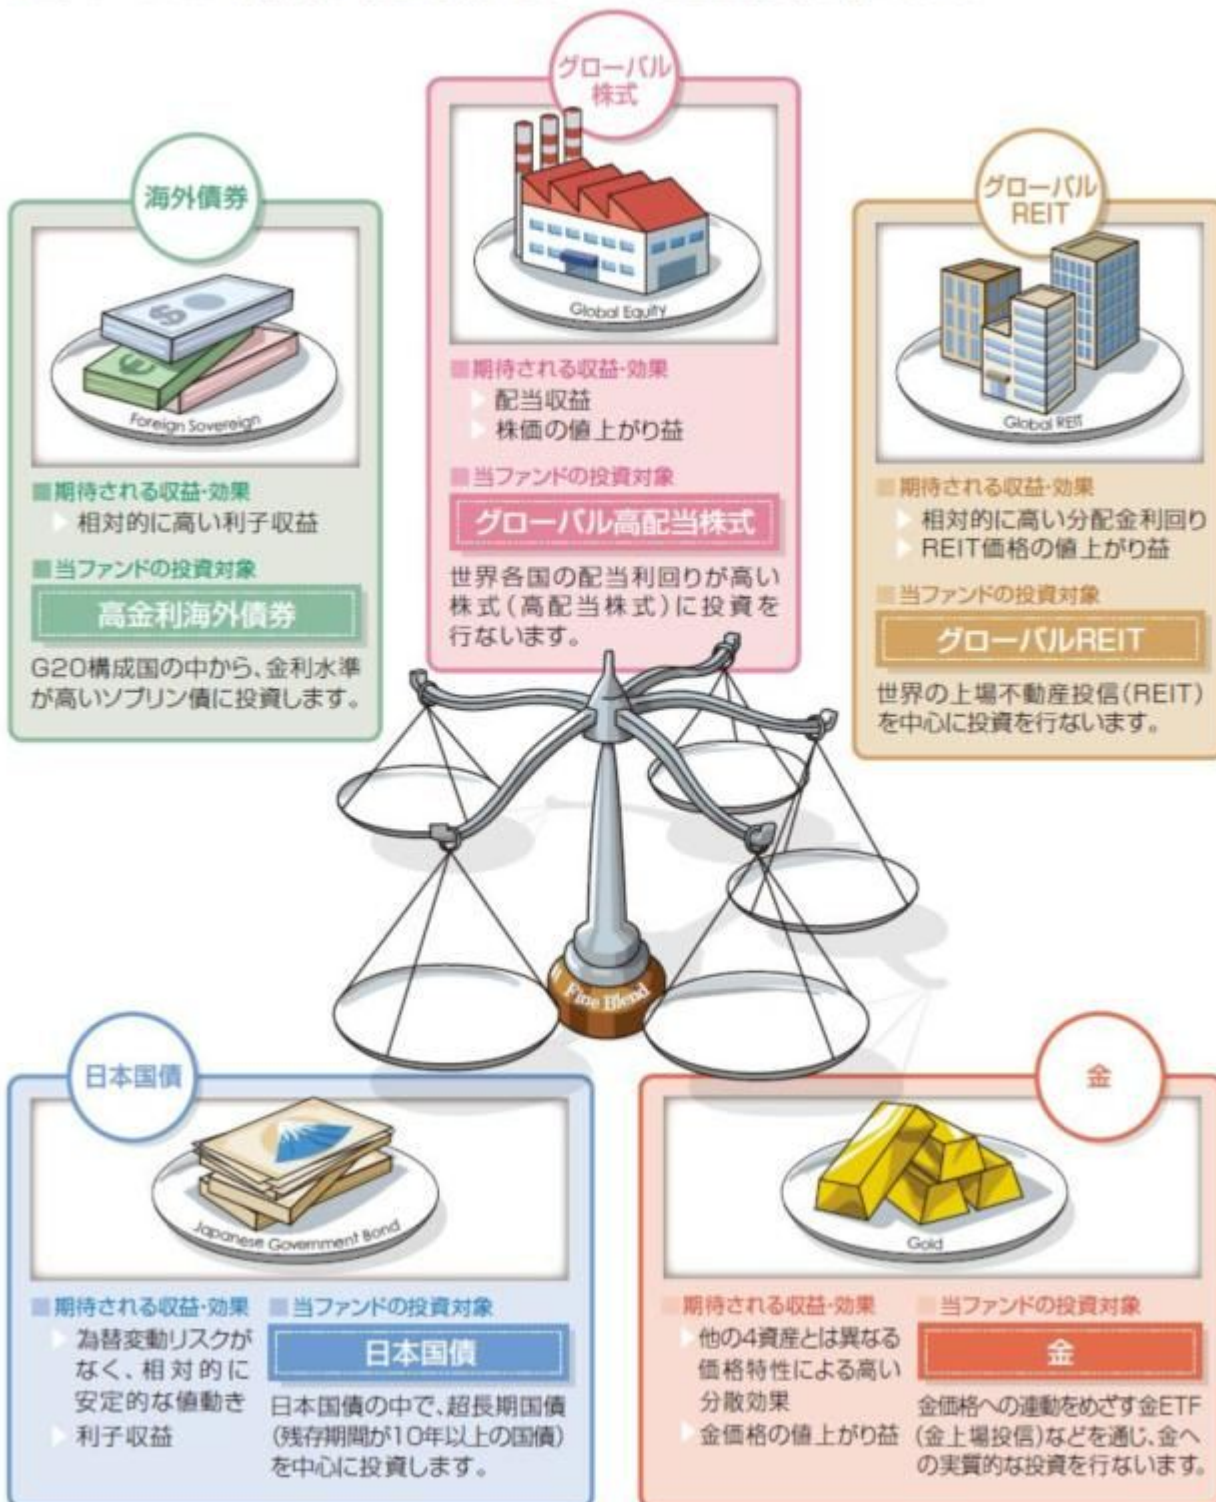 グローバル
株式
Global Equity
■期待される収益・効果
配当収益
株価の値上がり益
■当ファンドの投資対象
グローバル高配当株式
世界各国の配当利回りが高い
株式(高配当株式)に投資を
行ないます。
海外債券
Foreign Sovereign
■期待される収益・効果
相対的に高い利子収益
■当ファンドの投資対象
高金利海外債券
G20構成国の中から、金利水準
が高いソブリン債に投資します。
グローバル
REIT
Global REIT
■期待される収益・効果
相対的に高い分配金利回り
REIT価格の値上がり益
■当ファンドの投資対象
グローバルREIT
世界の上場不動産投信(REIT)
を中心に投資を行ないます。
Fine Blend
日本国債
Japanese Government Bond
■期待される収益・効果
為替変動リスクが
なく、相対的に
安定的な値動き
利子収益
■当ファンドの投資対象
日本国債
日本国債の中で、超長期国債
(残存期間が10年以上の国債)
を中心に投資します。
金
Gold
■期待される収益・効果
他の4資産とは異なる
価格特性による高い
分散効果
金価格の値上がり益
■当ファンドの投資対象
金
金価格への連動をめざす金ETF
(金上場投信)などを通じ、金へ
の実質的な投資を行ないます。